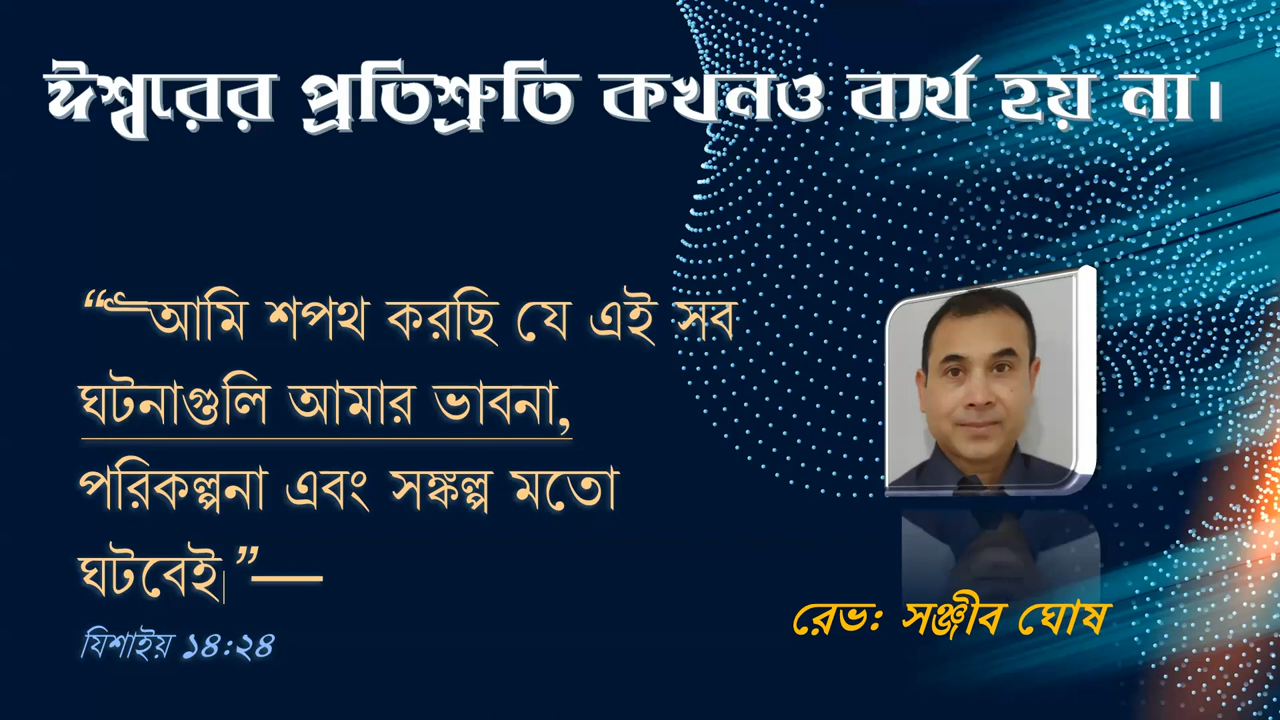 ঈশ্বরের প্রতিশ্রুতি কখনও ব্যর্থ হয় না।
“আমি শপথ করছি যে এই সব
ঘটনাগুলি আমার ভাবনা,
পরিকল্পনা এবং সঙ্কল্প মতো
ঘটবেই|”—
যিশাইয় ১৪:২৪
রেভ: সঞ্জীব ঘোষ